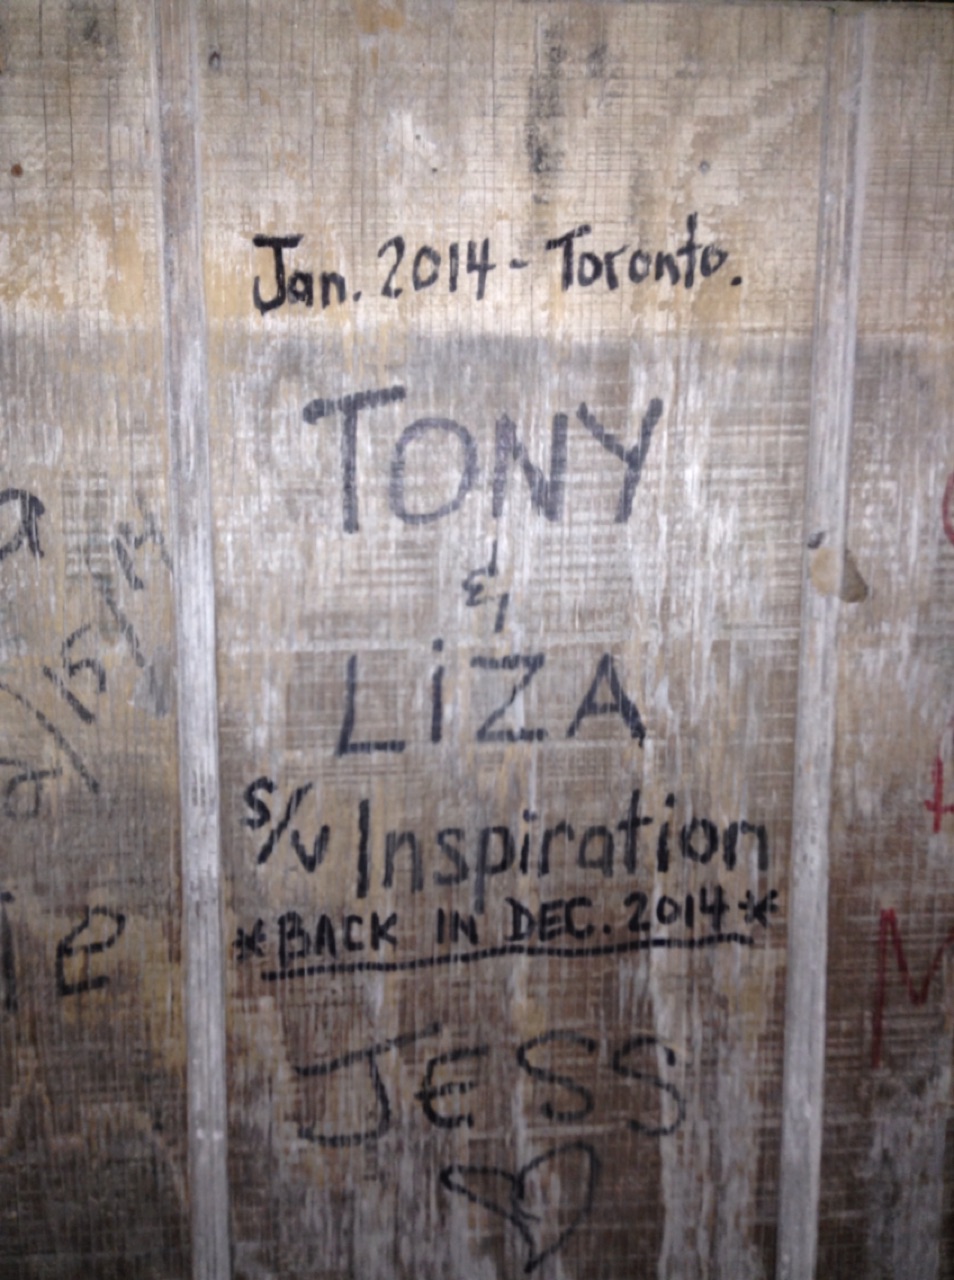 Jan. 2014 - Toronto.
TONY
&
LiZA
S/V Inspiration
*BACK IN DEC. 2014*
JESS